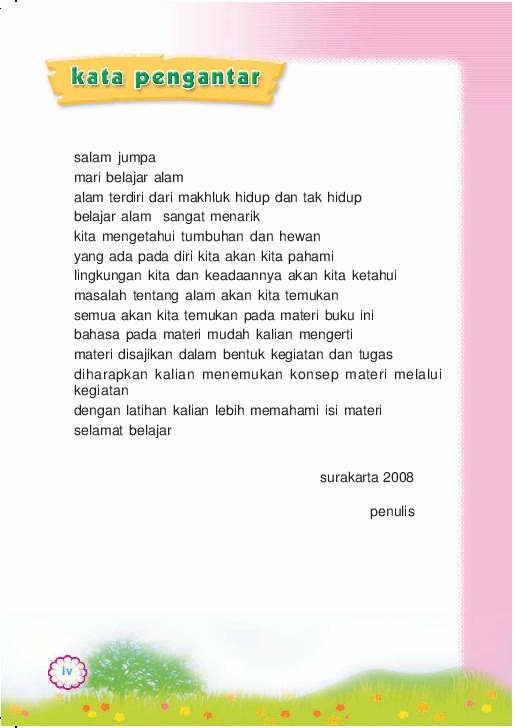 kata pengantar
salam jumpa
mari belajar alam
alam terdiri dari makhluk hidup dan tak hidup
belajar alam sangat menarik
kita mengetahui tumbuhan dan hewan
yang ada pada diri kita akan kita pahami
lingkungan kita dan keadaannya akan kita ketahui
masalah tentang alam akan kita temukan
semua akan kita temukan pada materi buku ini
bahasa pada materi mudah kalian mengerti
materi disajikan dalam bentuk kegiatan dan tugas
diharapkan kalian menemukan konsep materi melalui
kegiatan
dengan latihan kalian lebih memahami isi materi
selamat belajar
surakarta 2008
penulis
iv